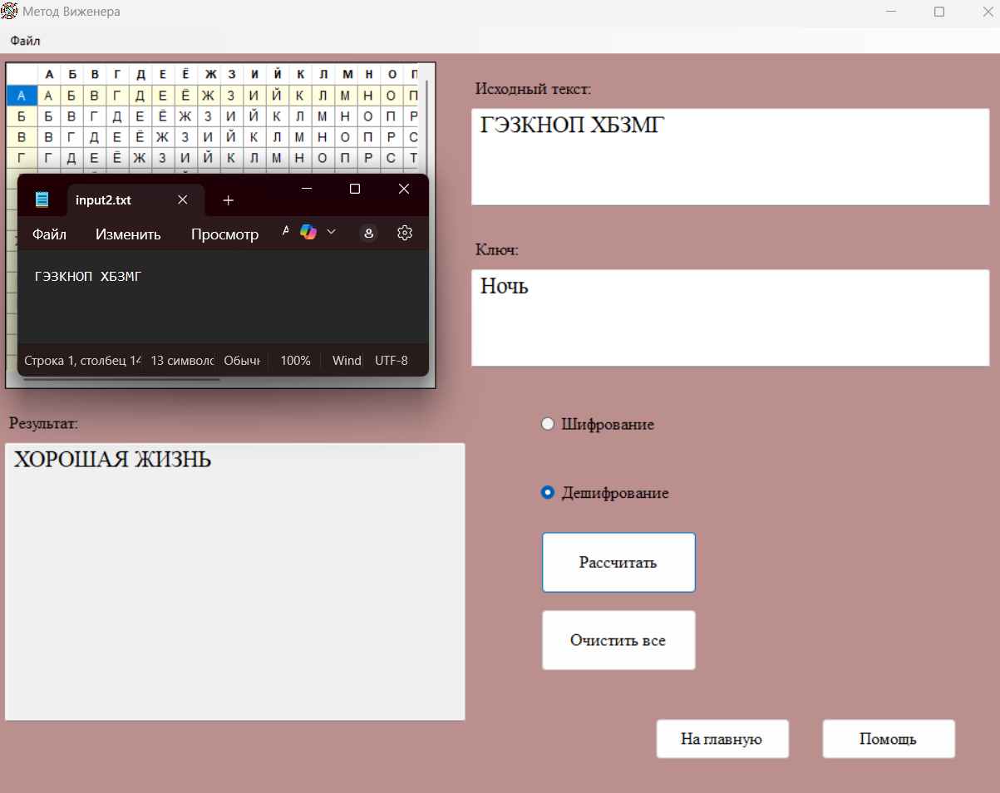 Метод Виженера
Файл
А Б В Г Д Е Ё Ж З И Й К Л М Н О П
А А Б В Г Д Е Ё Ж З И Й К Л М Н О П
Б Б В Г Д Е Ё Ж З И Й К Л М Н О П Р
В В Г Д Е Ё Ж З И Й К Л М Н О П Р С
Г Г Д Е Ё Ж З И Й К Л М Н О П Р С Т
input2.txt
Файл Изменить Просмотр
ГЭЗКНОП ХБЗМГ
Строка 1, столбец 14 13 символо Обычн 100% Wind UTF-8
Исходный текст:
ГЭЗКНОП ХБЗМГ
Ключ:
Ночь
Результат:
ХОРОШАЯ ЖИЗНЬ
Шифрование
Дешифрование
Рассчитать
Очистить все
На главную
Помощь